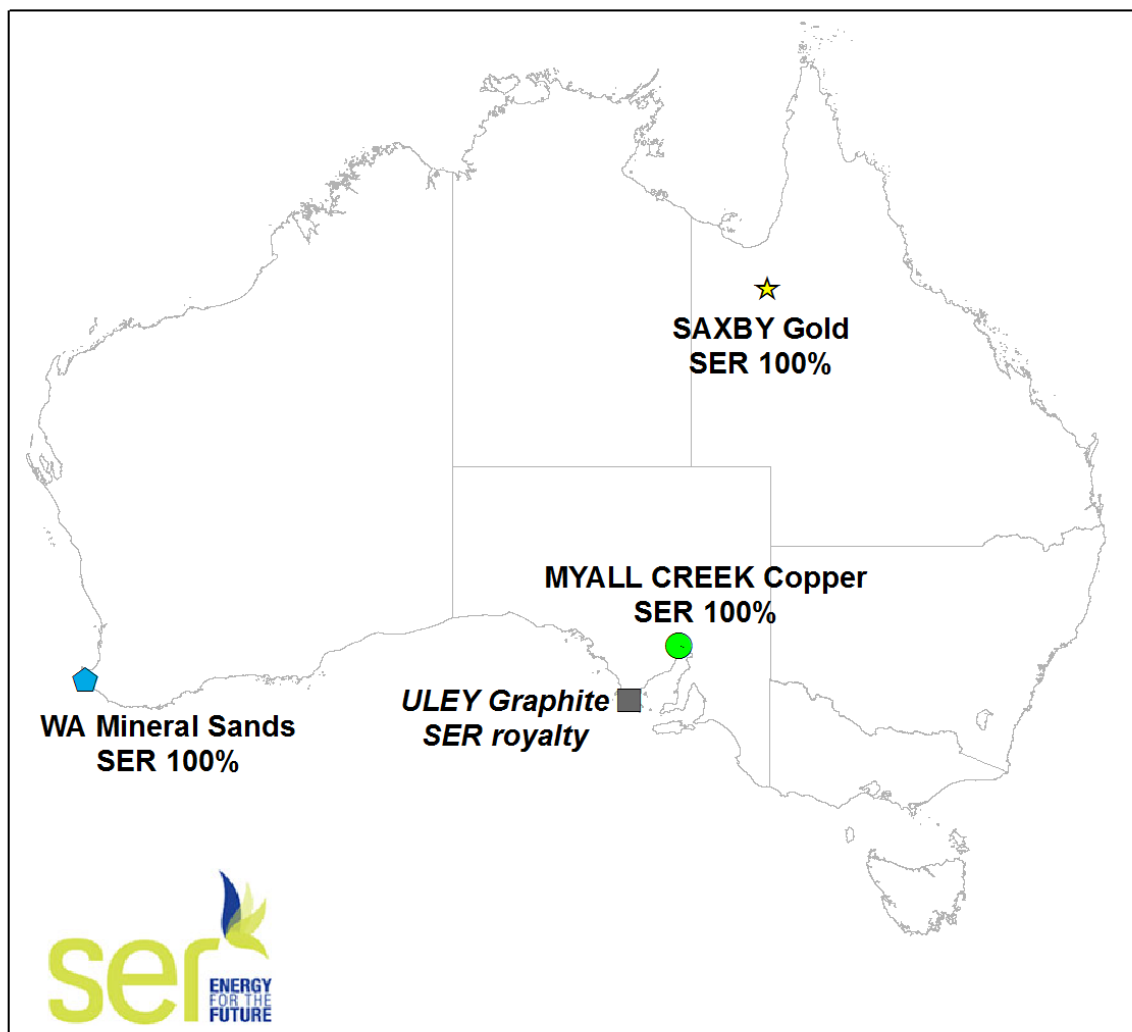 SAXBY Gold
SER 100%
MYALL CREEK Copper
SER 100%
ULEY Graphite
SER royalty
WA Mineral Sands
SER 100%
ser
ENERGY
FOR THE
FUTURE